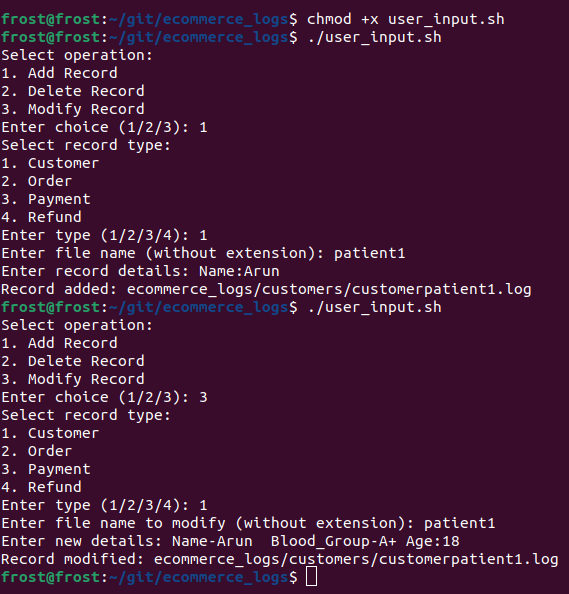 frost@frost:~/git/ecommerce_logs$ chmod +x user_input.sh
frost@frost:~/git/ecommerce_logs$ ./user_input.sh
Select operation:
1. Add Record
2. Delete Record
3. Modify Record
Enter choice (1/2/3): 1
Select record type:
1. Customer
2. Order
3. Payment
4. Refund
Enter type (1/2/3/4): 1
Enter file name (without extension): patient1
Enter record details: Name:Arun
Record added: ecommerce_logs/customers/customerpatient1.log
frost@frost:~/git/ecommerce_logs$ ./user_input.sh
Select operation:
1. Add Record
2. Delete Record
3. Modify Record
Enter choice (1/2/3): 3
Select record type:
1. Customer
2. Order
3. Payment
4. Refund
Enter type (1/2/3/4): 1
Enter file name to modify (without extension): patient1
Enter new details: Name-Arun  Blood_Group-A+ Age:18
Record modified: ecommerce_logs/customers/customerpatient1.log
frost@frost:~/git/ecommerce_logs$